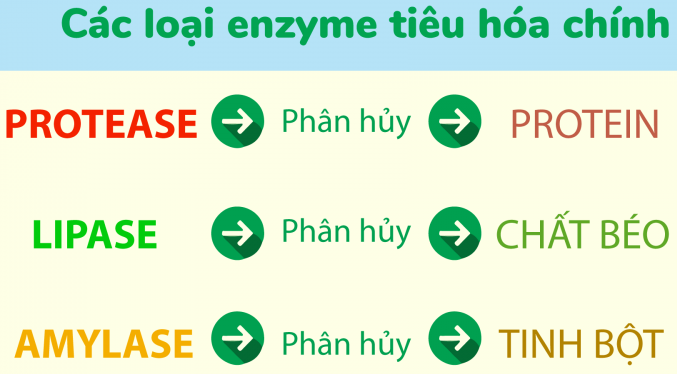 Các loại enzyme tiêu hóa chính
PROTEASE Phân hủy PROTEIN
LIPASE Phân hủy CHẤT BÉO
AMYLASE Phân hủy TINH BỘT